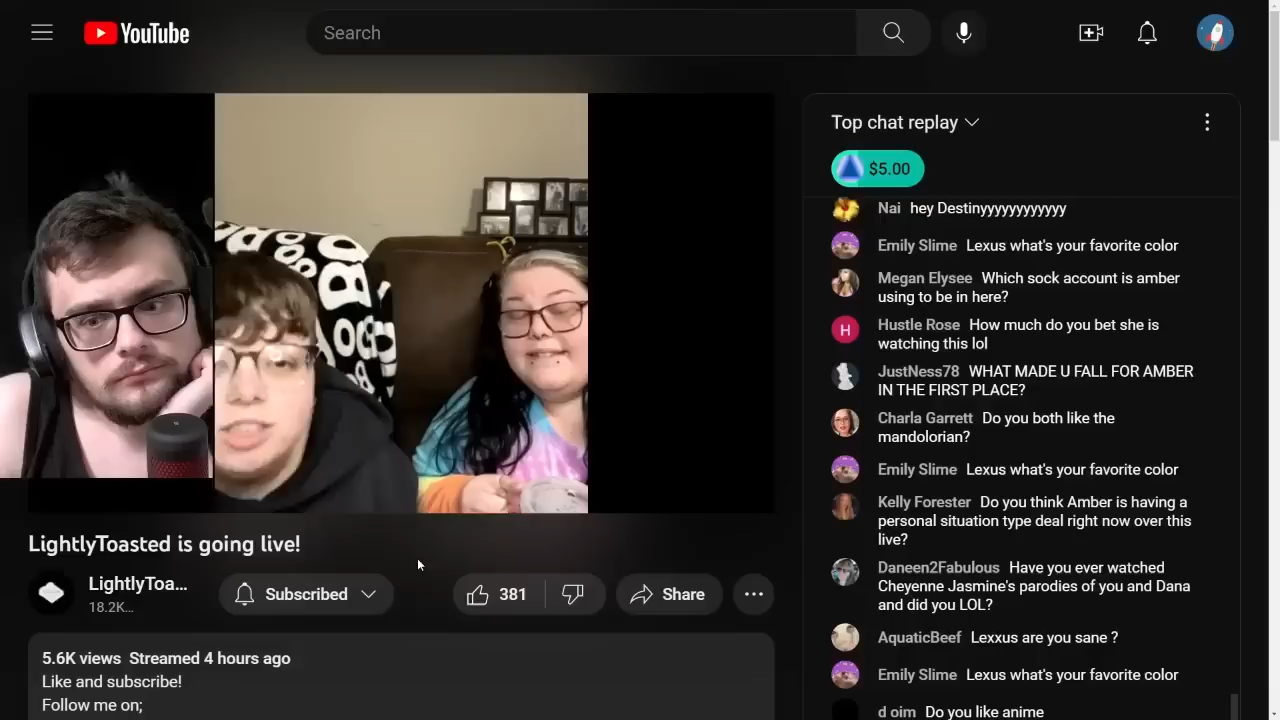 YouTube
Search
Top chat replay
$5.00
Nai hey Destinyyyyyyyyyyy
Emily Slime Lexus what's your favorite color
Megan Elysee Which sock account is amber
using to be in here?
H
Hustle Rose How much do you bet she is
watching this lol
JustNess78 WHAT MADE U FALL FOR AMBER
IN THE FIRST PLACE?
Charla Garrett Do you both like the
mandolorian?
Emily Slime Lexus what's your favorite color
Kelly Forester Do you think Amber is having a
personal situation type deal right now over this
live?
Daneen2Fabulous Have you ever watched
Cheyenne Jasmine's parodies of you and Dana
and did you LOL?
AquaticBeef Lexxus are you sane ?
Emily Slime Lexus what's your favorite color
d oim Do you like anime
LightlyToasted is going live!
LightlyToa...
18.2K...
Subscribed
381
Share
5.6K views Streamed 4 hours ago
Like and subscribe!
Follow me on;